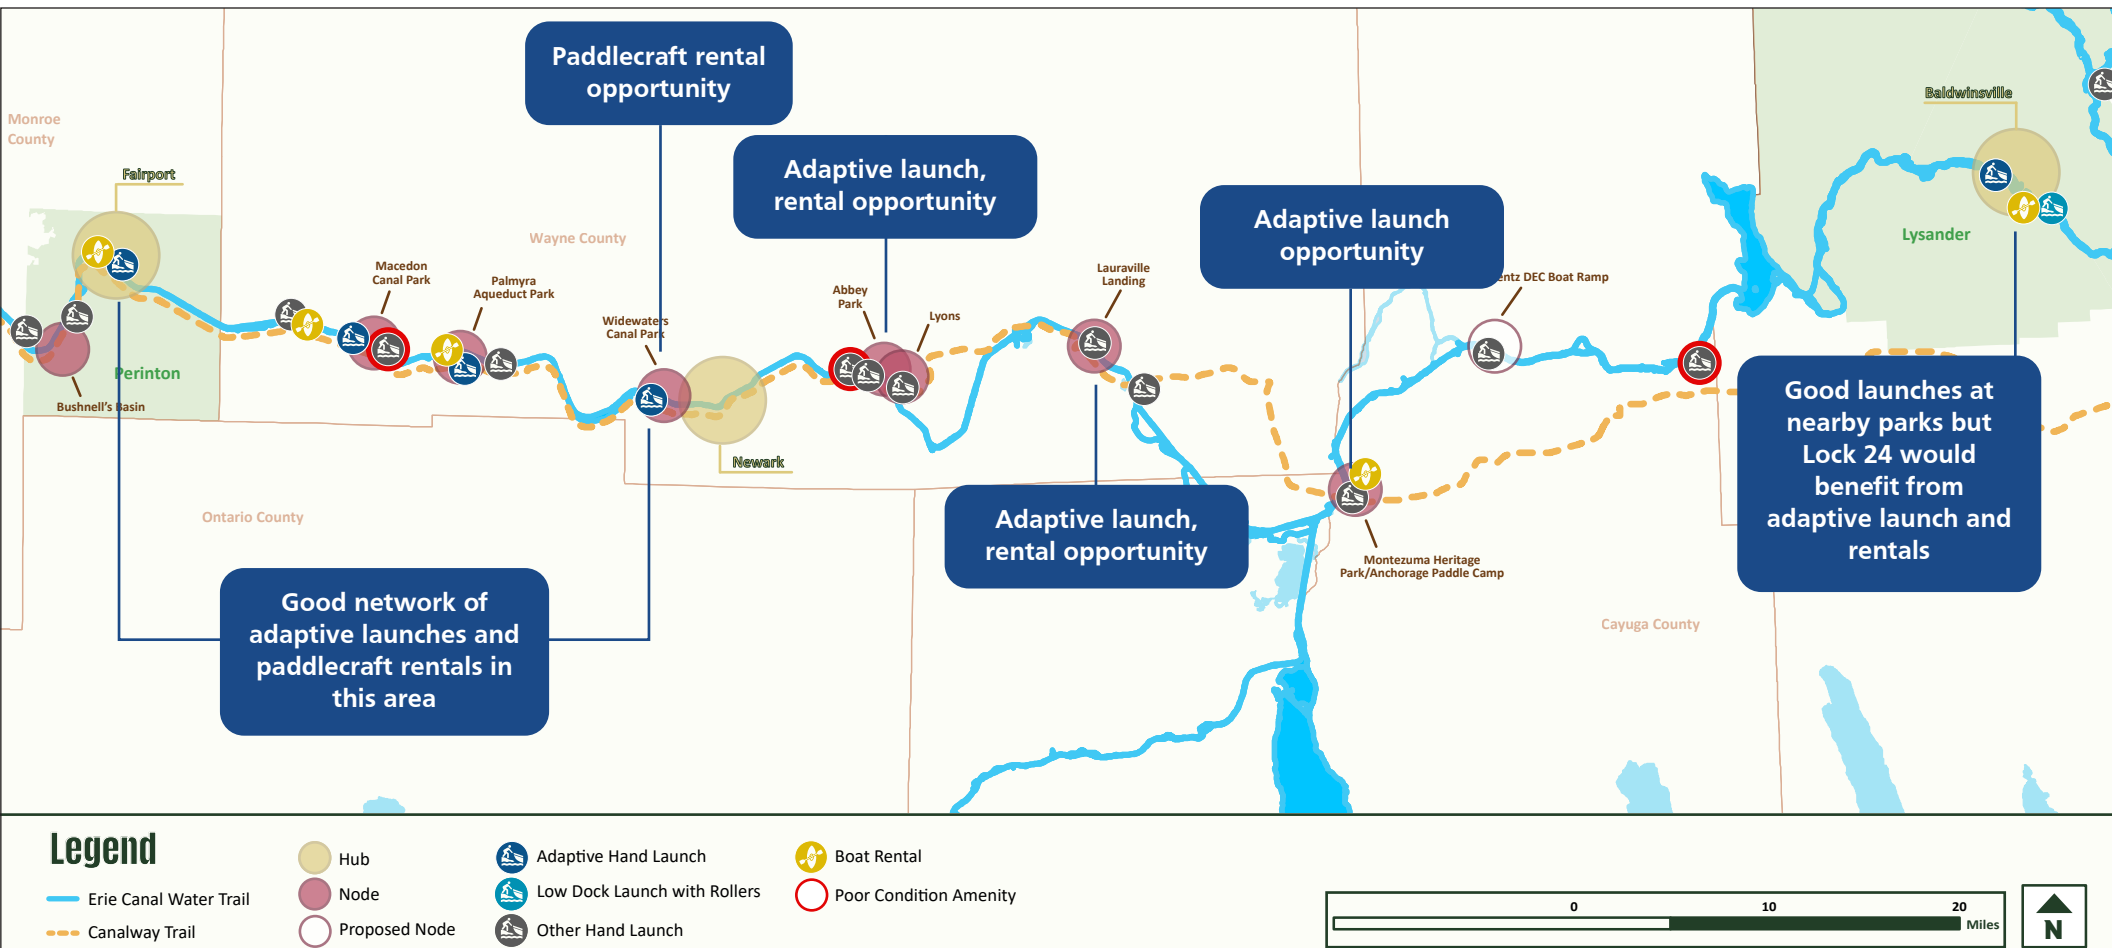 Paddlecraft rental
opportunity
Adaptive launch,
rental opportunity
Adaptive launch
opportunity
Baldwinsville
Monroe
County
Fairport
Wayne County
Lysander
Macedon
Canal Park
Palmyra
Aqueduct Park
Widewaters
Canal Park
Abbey
Park
Lyons
Lauraville
Landing
entz DEC Boat Ramp
Perinton
Bushnell's Basin
Newark
Ontario County
Good network of
adaptive launches and
paddlecraft rentals in
this area
Adaptive launch,
rental opportunity
Montezuma Heritage
Park/Anchorage Paddle Camp
Cayuga County
Good launches at
nearby parks but
Lock 24 would
benefit from
adaptive launch and
rentals
Legend
Erie Canal Water Trail
Canalway Trail
Hub
Node
Proposed Node
Adaptive Hand Launch
Low Dock Launch with Rollers
Other Hand Launch
Boat Rental
Poor Condition Amenity
0 10 20
Miles
N